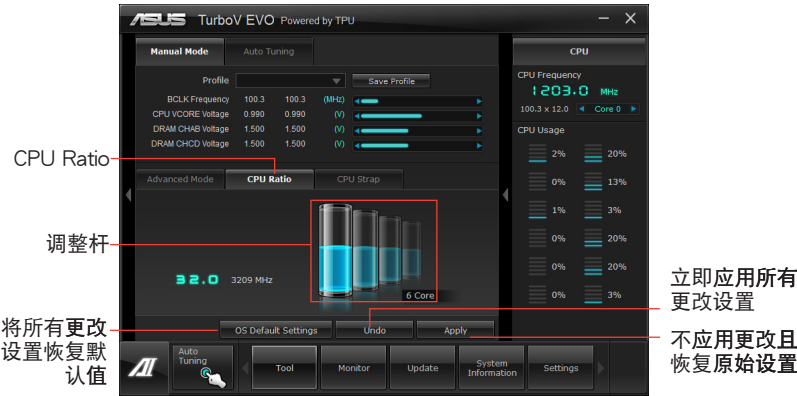 ASUS TurboV EVO Powered by TPU
Manual Mode Auto Tuning
Profile Save Profile
BCLK Frequency 100.3 100.3 (MHz)
CPU VCORE Voltage 0.990 0.990 (V)
DRAM CHAB Voltage 1.500 1.500 (V)
DRAM CHCD Voltage 1.500 1.500 (V)
CPU Ratio
Advanced Mode CPU Ratio CPU Strap
调整杆
32.0 3209 MHz
6 Core
将所有更改
设置恢复默
认值
OS Default Settings Undo Apply
AI
Auto
Tuning
Tool Monitor Update System
Information Settings
CPU
CPU Frequency
1203.0 MHz
100.3 x 12.0 Core 0
CPU Usage
2% 20%
0% 13%
1% 3%
0% 20%
0% 20%
0% 3%
立即应用所有
更改设置
不应用更改且
恢复原始设置